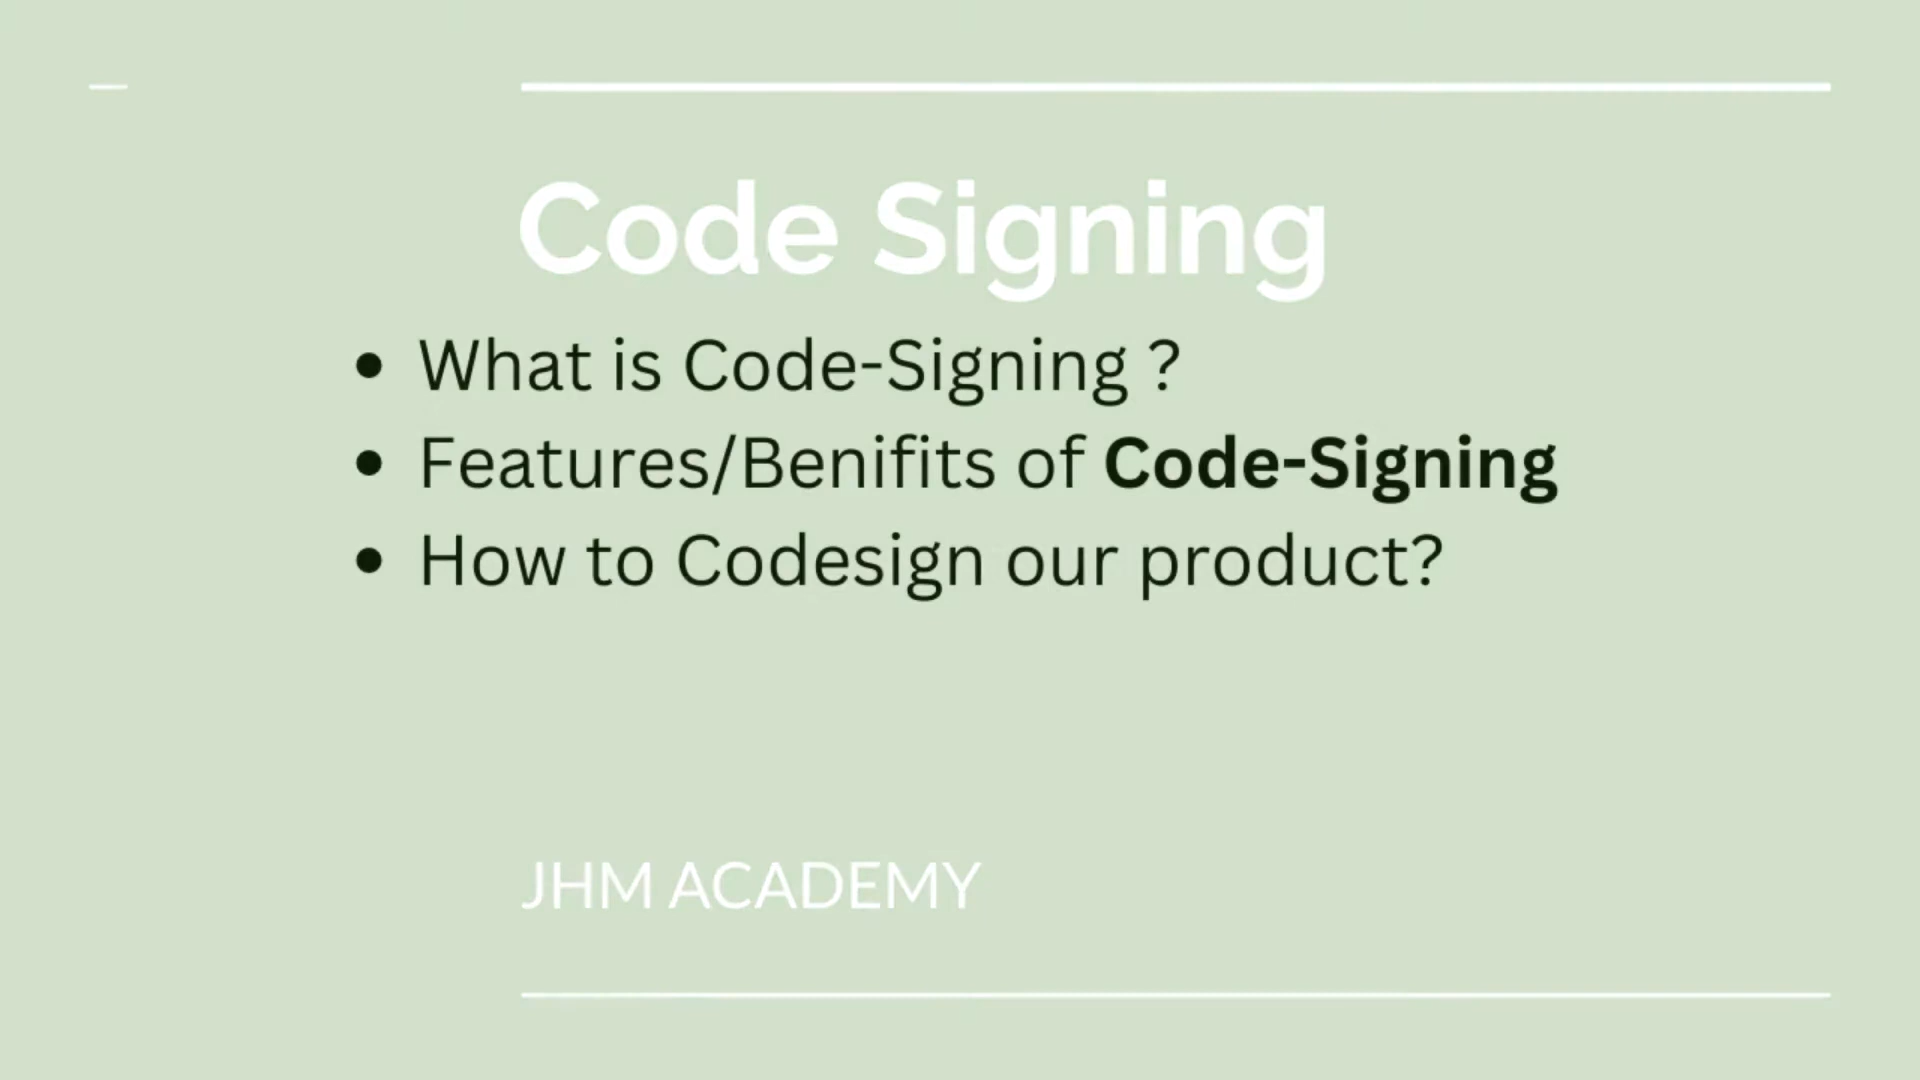 Code Signing
• What is Code-Signing ?
• Features/Benifits of Code-Signing
• How to Codesign our product?
JHM ACADEMY